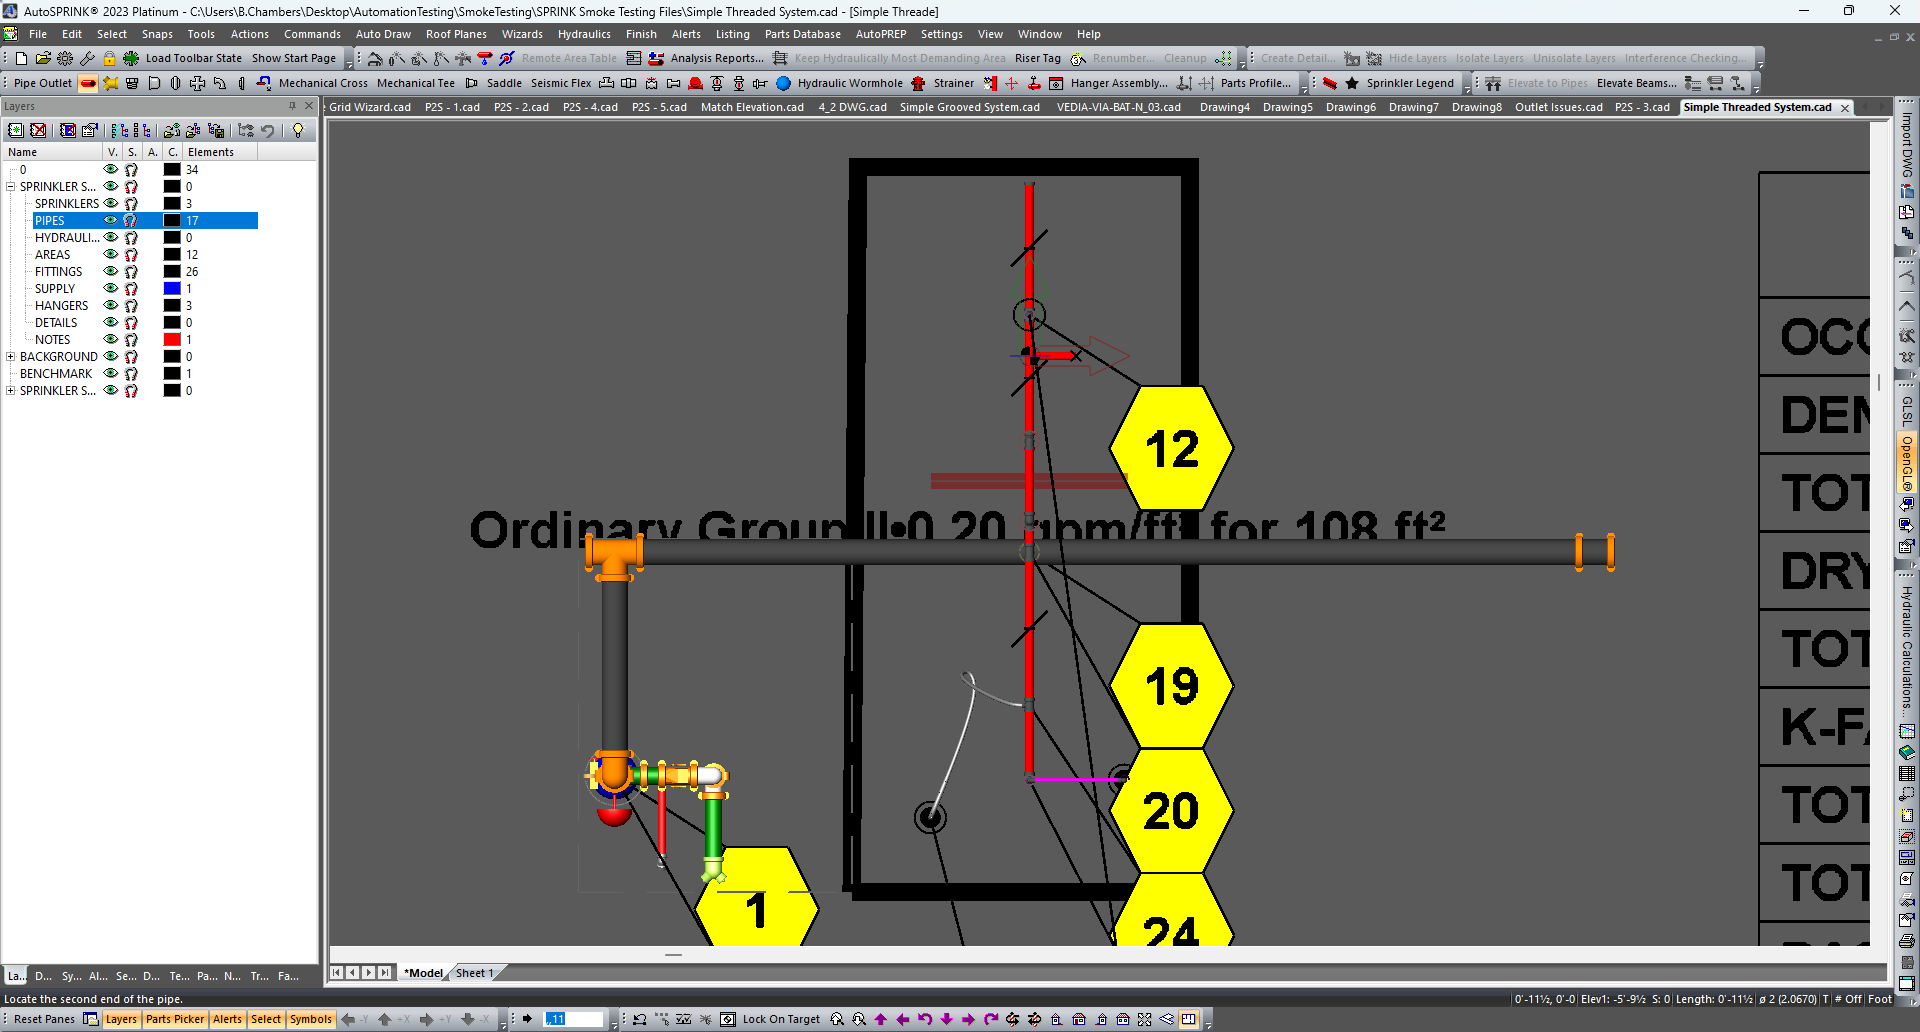 AutoSPRINK® 2023 Platinum - C:\Users\B.Chambers\Desktop\AutomationTesting\SmokeTesting\SPRINK Smoke Testing Files\Simple Threaded System.cad - [Simple Threade]
File Edit Select Snaps Tools Actions Commands Auto Draw Roof Planes Wizards Hydraulics Finish Alerts Listing Parts Database AutoPREP Settings View Window Help
Load Toolbar State Show Start Page Remote Area Table Analysis Reports... Keep Hydraulically Most Demanding Area Riser Tag Renumber... Cleanup Create Detail... Hide Layers Isolate Layers Unisolate Layers Interference Checking...
Pipe Outlet Mechanical Cross Mechanical Tee Saddle Seismic Flex Hydraulic Wormhole Strainer Hanger Assembly... Parts Profile... Sprinkler Legend Elevate to Pipes Elevate Beams...
Layers
Grid Wizard.cad P2S - 1.cad P2S - 2.cad P2S - 4.cad P2S - 5.cad Match Elevation.cad 4_2 DWG.cad Simple Grooved System.cad VEDIA-VIA-BAT-N_03.cad Drawing4 Drawing5 Drawing6 Drawing7 Drawing8 Outlet Issues.cad P2S - 3.cad Simple Threaded System.cad
Name V. S. A. C. Elements
0 34
SPRINKLER S... 0
SPRINKLERS 3
PIPES 17
HYDRAULI... 0
AREAS 12
FITTINGS 26
SUPPLY 1
HANGERS 3
DETAILS 0
NOTES 1
BACKGROUND 0
BENCHMARK 1
SPRINKLER S... 0
12
Ordinary Group II•0.20 gpm/ft² for 108 ft²
19
20
24
1
OCC
DEN
TOT
DRY
TOT
K-FA
TOT
TOT
Import DWG
GLSL
OpenGL®
Hydraulic Calculations...
La... D... Sy... Al... Se... D... Te... Pa... N... Tr... Fa...
*Model Sheet 1
Locate the second end of the pipe.
0'-11½, 0'-0 Elev1: -5'-9½ S: 0 Length: 0'-11½ ø 2 (2.0670) T # Off Foot
Reset Panes Layers Parts Picker Alerts Select Symbols -Y +X +Y -X .,11 Lock On Target